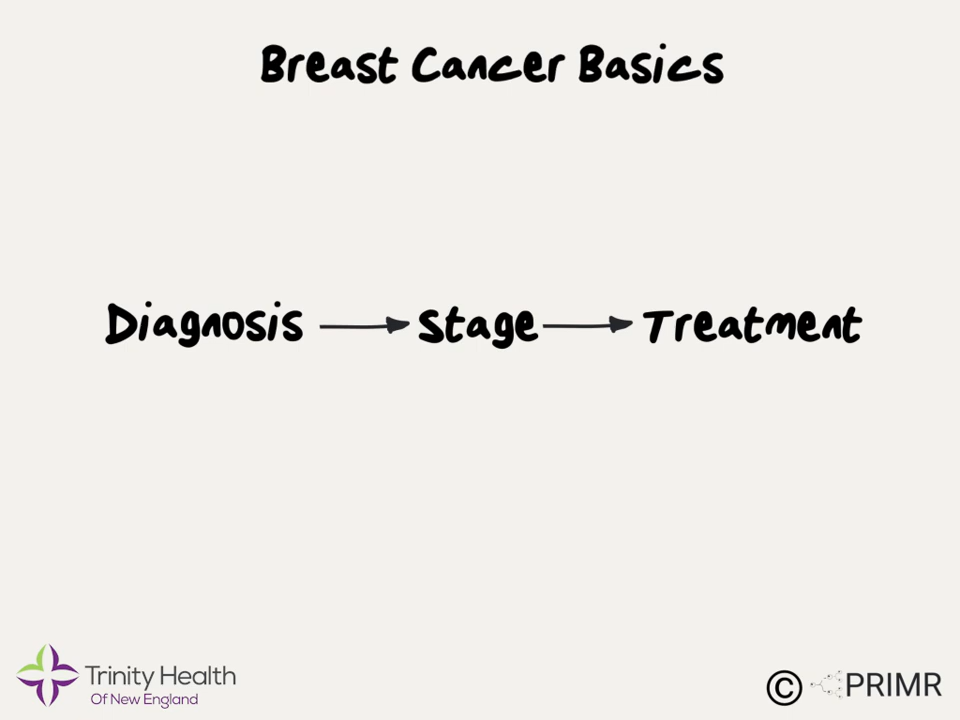 Breast Cancer Basics
Diagnosis → Stage → Treatment
Trinity Health
Of New England
© PRIMR